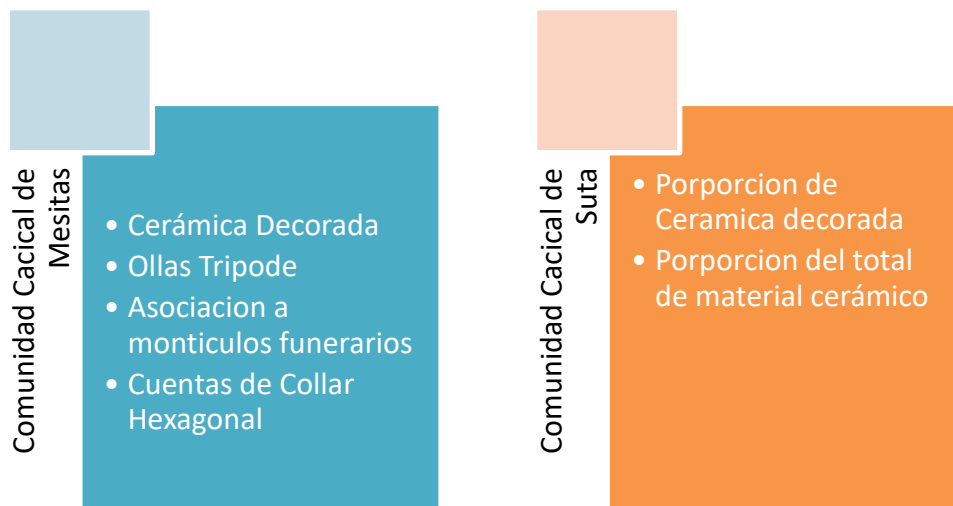 Comunidad Cacical de
Mesitas
• Cerámica Decorada
• Ollas Tripode
• Asociacion a
monticulos funerarios
• Cuentas de Collar
Hexagonal
Comunidad Cacical de
Suta
• Porporcion de
Ceramica decorada
• Porporcion del total
de material cerámico